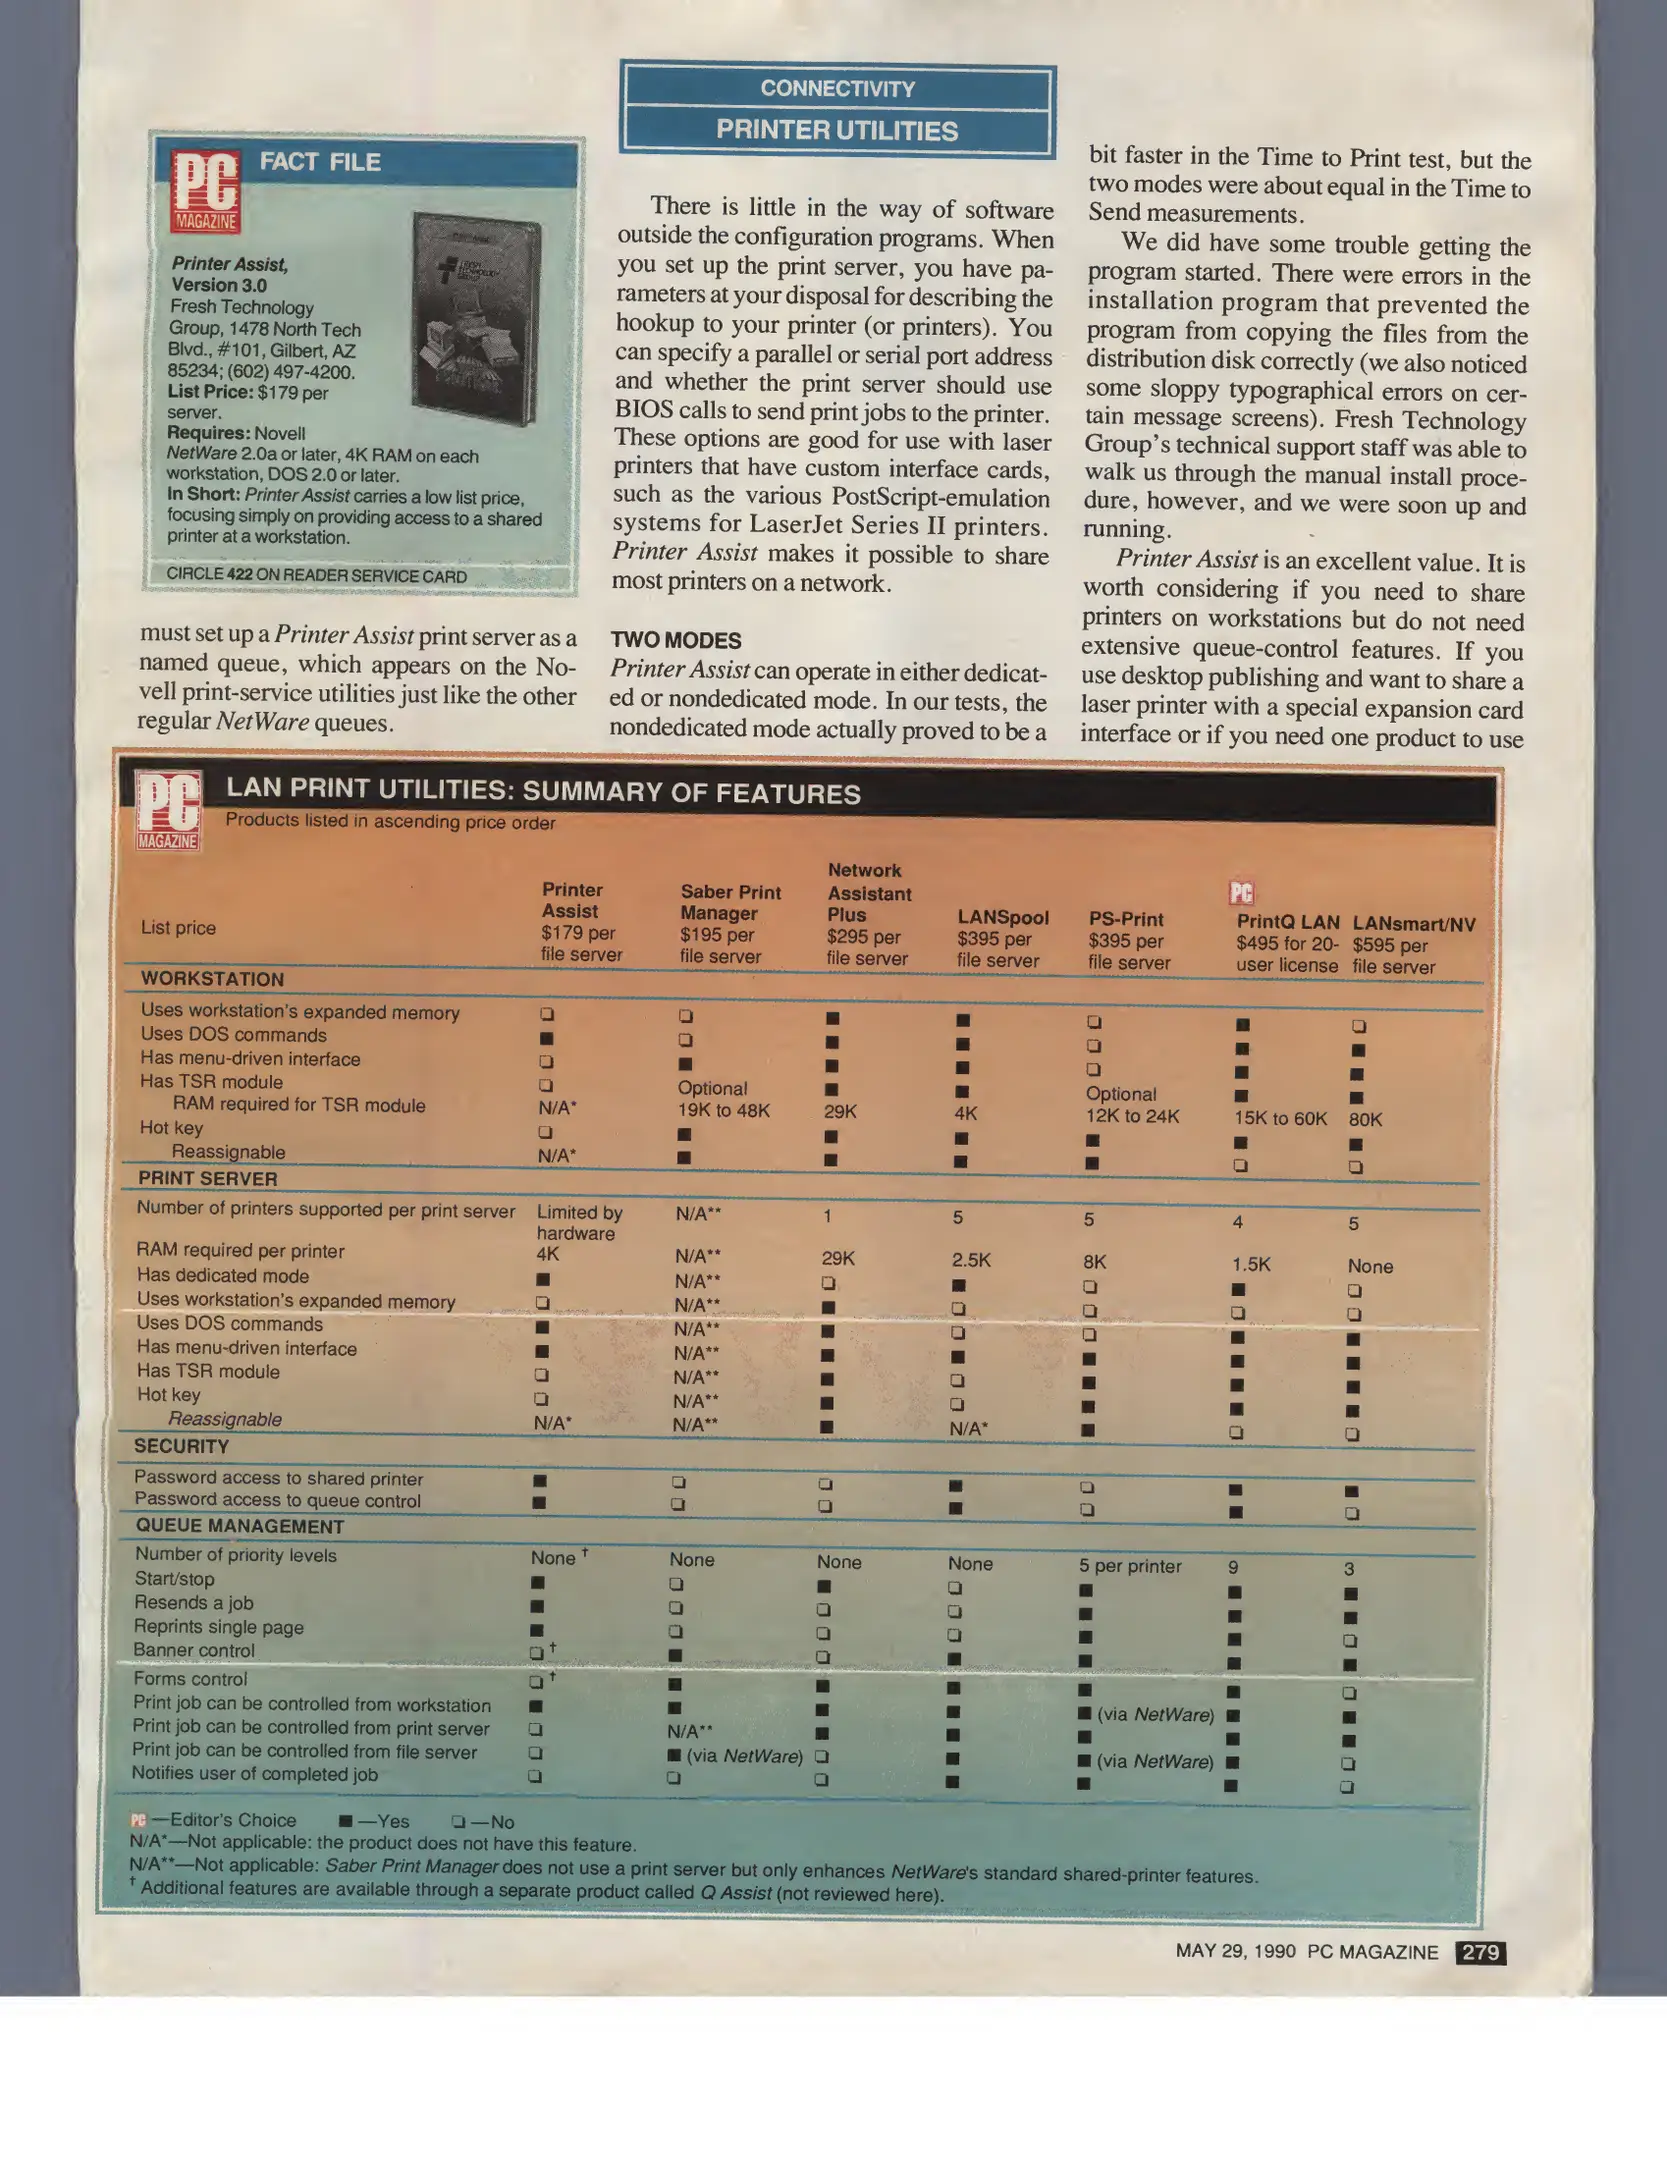 CONNECTIVITY
PRINTER UTILITIES
PC
MAGAZINE
FACT FILE
Printer Assist,
Version 3.0
Fresh Technology
Group, 1478 North Tech
Blvd., #101, Gilbert, AZ
85234; (602) 497-4200.
List Price: $179 per
server.
Requires: Novell
NetWare 2.0a or later, 4K RAM on each
workstation, DOS 2.0 or later.
In Short: Printer Assist carries a low list price,
focusing simply on providing access to a shared
printer at a workstation.
CIRCLE 422 ON READER SERVICE CARD
must set up a Printer Assist print server as a
named queue, which appears on the No-
vell print-service utilities just like the other
regular NetWare queues.
There is little in the way of software
outside the configuration programs. When
you set up the print server, you have pa-
rameters at your disposal for describing the
hookup to your printer (or printers). You
can specify a parallel or serial port address
and whether the print server should use
BIOS calls to send print jobs to the printer.
These options are good for use with laser
printers that have custom interface cards,
such as the various PostScript-emulation
systems for LaserJet Series II printers.
Printer Assist makes it possible to share
most printers on a network.
TWO MODES
Printer Assist can operate in either dedicat-
ed or nondedicated mode. In our tests, the
nondedicated mode actually proved to be a
bit faster in the Time to Print test, but the
two modes were about equal in the Time to
Send measurements.
We did have some trouble getting the
program started. There were errors in the
installation program that prevented the
program from copying the files from the
distribution disk correctly (we also noticed
some sloppy typographical errors on cer-
tain message screens). Fresh Technology
Group's technical support staff was able to
walk us through the manual install proce-
dure, however, and we were soon up and
running.
Printer Assist is an excellent value. It is
worth considering if you need to share
printers on workstations but do not need
extensive queue-control features. If you
use desktop publishing and want to share a
laser printer with a special expansion card
interface or if you need one product to use
PC
MAGAZINE
LAN PRINT UTILITIES: SUMMARY OF FEATURES
Products listed in ascending price order
List price
Printer Assist $179 per file server
Saber Print Manager $195 per file server
Network Assistant Plus $295 per file server
LANSpool $395 per file server
PS-Print $395 per file server
PC PrintQ LAN $495 for 20-user license
LANsmart/NV $595 per file server
WORKSTATION
Uses workstation's expanded memory ❏ ❏ ■ ■ ❏ ■ ❏
Uses DOS commands ■ ❏ ■ ■ ❏ ■ ■
Has menu-driven interface ❏ ■ ■ ■ ❏ ■ ■
Has TSR module ❏ Optional ■ ■ Optional ■ ■
RAM required for TSR module N/A* 19K to 48K 29K 4K 12K to 24K 15K to 60K 80K
Hot key ❏ ■ ■ ■ ■ ■ ■
Reassignable N/A* ■ ■ ■ ■ ❏ ❏
PRINT SERVER
Number of printers supported per print server Limited by hardware N/A** 1 5 5 4 5
RAM required per printer 4K N/A** 29K 2.5K 8K 1.5K None
Has dedicated mode ■ N/A** ❏ ■ ❏ ■ ❏
Uses workstation's expanded memory ❏ N/A** ■ ❏ ❏ ❏ ❏
Uses DOS commands ■ N/A** ■ ❏ ❏ ■ ■
Has menu-driven interface ■ N/A** ■ ■ ■ ■ ■
Has TSR module ❏ N/A** ■ ❏ ■ ■ ■
Hot key ❏ N/A** ■ ❏ ■ ■ ■
Reassignable N/A* N/A** ■ N/A* ■ ❏ ❏
SECURITY
Password access to shared printer ■ ❏ ❏ ■ ❏ ■ ■
Password access to queue control ■ ❏ ❏ ■ ❏ ■ ❏
QUEUE MANAGEMENT
Number of priority levels None † None None None 5 per printer 9 3
Start/stop ■ ❏ ■ ❏ ■ ■ ■
Resends a job ■ ❏ ❏ ❏ ■ ■ ■
Reprints single page ■ ❏ ❏ ❏ ■ ■ ❏
Banner control ❏ † ■ ❏ ■ ■ ■ ■
Forms control ❏ † ■ ■ ■ ■ ■ ❏
Print job can be controlled from workstation ■ ■ ■ ■ ■ (via NetWare) ■ ■
Print job can be controlled from print server ❏ N/A** ■ ■ ■ ■ ■
Print job can be controlled from file server ❏ ■ (via NetWare) ❏ ■ ■ (via NetWare) ■ ❏
Notifies user of completed job ❏ ❏ ❏ ■ ■ ■ ❏
PC—Editor's Choice ■—Yes ❏—No
N/A*—Not applicable: the product does not have this feature.
N/A**—Not applicable: Saber Print Manager does not use a print server but only enhances NetWare's standard shared-printer features.
† Additional features are available through a separate product called Q Assist (not reviewed here).
MAY 29, 1990 PC MAGAZINE 279